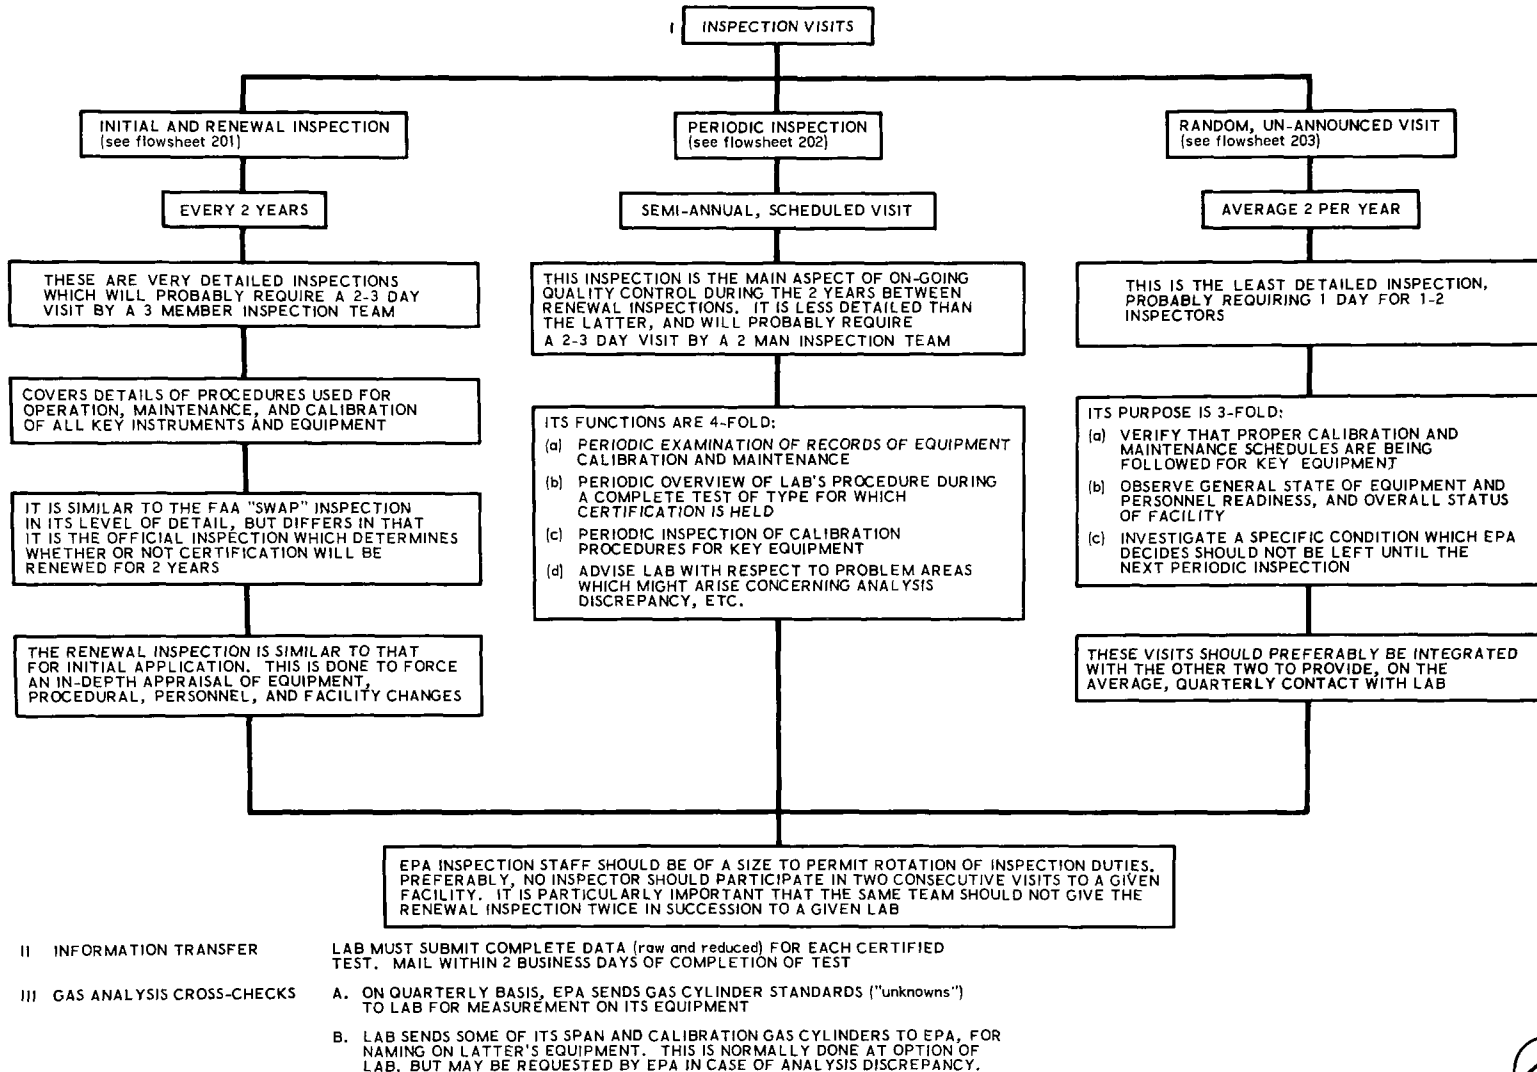 I INSPECTION VISITS
INITIAL AND RENEWAL INSPECTION
(see flowsheet 201)
EVERY 2 YEARS
THESE ARE VERY DETAILED INSPECTIONS
WHICH WILL PROBABLY REQUIRE A 2-3 DAY
VISIT BY A 3 MEMBER INSPECTION TEAM
COVERS DETAILS OF PROCEDURES USED FOR
OPERATION, MAINTENANCE, AND CALIBRATION
OF ALL KEY INSTRUMENTS AND EQUIPMENT
IT IS SIMILAR TO THE FAA "SWAP" INSPECTION
IN ITS LEVEL OF DETAIL, BUT DIFFERS IN THAT
IT IS THE OFFICIAL INSPECTION WHICH DETERMINES
WHETHER OR NOT CERTIFICATION WILL BE
RENEWED FOR 2 YEARS
THE RENEWAL INSPECTION IS SIMILAR TO THAT
FOR INITIAL APPLICATION. THIS IS DONE TO FORCE
AN IN-DEPTH APPRAISAL OF EQUIPMENT,
PROCEDURAL, PERSONNEL, AND FACILITY CHANGES
PERIODIC INSPECTION
(see flowsheet 202)
SEMI-ANNUAL, SCHEDULED VISIT
THIS INSPECTION IS THE MAIN ASPECT OF ON-GOING
QUALITY CONTROL DURING THE 2 YEARS BETWEEN
RENEWAL INSPECTIONS. IT IS LESS DETAILED THAN
THE LATTER, AND WILL PROBABLY REQUIRE
A 2-3 DAY VISIT BY A 2 MAN INSPECTION TEAM
ITS FUNCTIONS ARE 4-FOLD:
(a) PERIODIC EXAMINATION OF RECORDS OF EQUIPMENT
CALIBRATION AND MAINTENANCE
(b) PERIODIC OVERVIEW OF LAB'S PROCEDURE DURING
A COMPLETE TEST OF TYPE FOR WHICH
CERTIFICATION IS HELD
(c) PERIODIC INSPECTION OF CALIBRATION
PROCEDURES FOR KEY EQUIPMENT
(d) ADVISE LAB WITH RESPECT TO PROBLEM AREAS
WHICH MIGHT ARISE CONCERNING ANALYSIS
DISCREPANCY, ETC.
RANDOM, UN-ANNOUNCED VISIT
(see flowsheet 203)
AVERAGE 2 PER YEAR
THIS IS THE LEAST DETAILED INSPECTION,
PROBABLY REQUIRING 1 DAY FOR 1-2
INSPECTORS
ITS PURPOSE IS 3-FOLD:
(a) VERIFY THAT PROPER CALIBRATION AND
MAINTENANCE SCHEDULES ARE BEING
FOLLOWED FOR KEY EQUIPMENT
(b) OBSERVE GENERAL STATE OF EQUIPMENT AND
PERSONNEL READINESS, AND OVERALL STATUS
OF FACILITY
(c) INVESTIGATE A SPECIFIC CONDITION WHICH EPA
DECIDES SHOULD NOT BE LEFT UNTIL THE
NEXT PERIODIC INSPECTION
THESE VISITS SHOULD PREFERABLY BE INTEGRATED
WITH THE OTHER TWO TO PROVIDE, ON THE
AVERAGE, QUARTERLY CONTACT WITH LAB
EPA INSPECTION STAFF SHOULD BE OF A SIZE TO PERMIT ROTATION OF INSPECTION DUTIES.
PREFERABLY, NO INSPECTOR SHOULD PARTICIPATE IN TWO CONSECUTIVE VISITS TO A GIVEN
FACILITY. IT IS PARTICULARLY IMPORTANT THAT THE SAME TEAM SHOULD NOT GIVE THE
RENEWAL INSPECTION TWICE IN SUCCESSION TO A GIVEN LAB
II INFORMATION TRANSFER LAB MUST SUBMIT COMPLETE DATA (raw and reduced) FOR EACH CERTIFIED
TEST. MAIL WITHIN 2 BUSINESS DAYS OF COMPLETION OF TEST
III GAS ANALYSIS CROSS-CHECKS A. ON QUARTERLY BASIS, EPA SENDS GAS CYLINDER STANDARDS ("unknowns")
TO LAB FOR MEASUREMENT ON ITS EQUIPMENT
B. LAB SENDS SOME OF ITS SPAN AND CALIBRATION GAS CYLINDERS TO EPA, FOR
NAMING ON LATTER'S EQUIPMENT. THIS IS NORMALLY DONE AT OPTION OF
LAB, BUT MAY BE REQUESTED BY EPA IN CASE OF ANALYSIS DISCREPANCY.